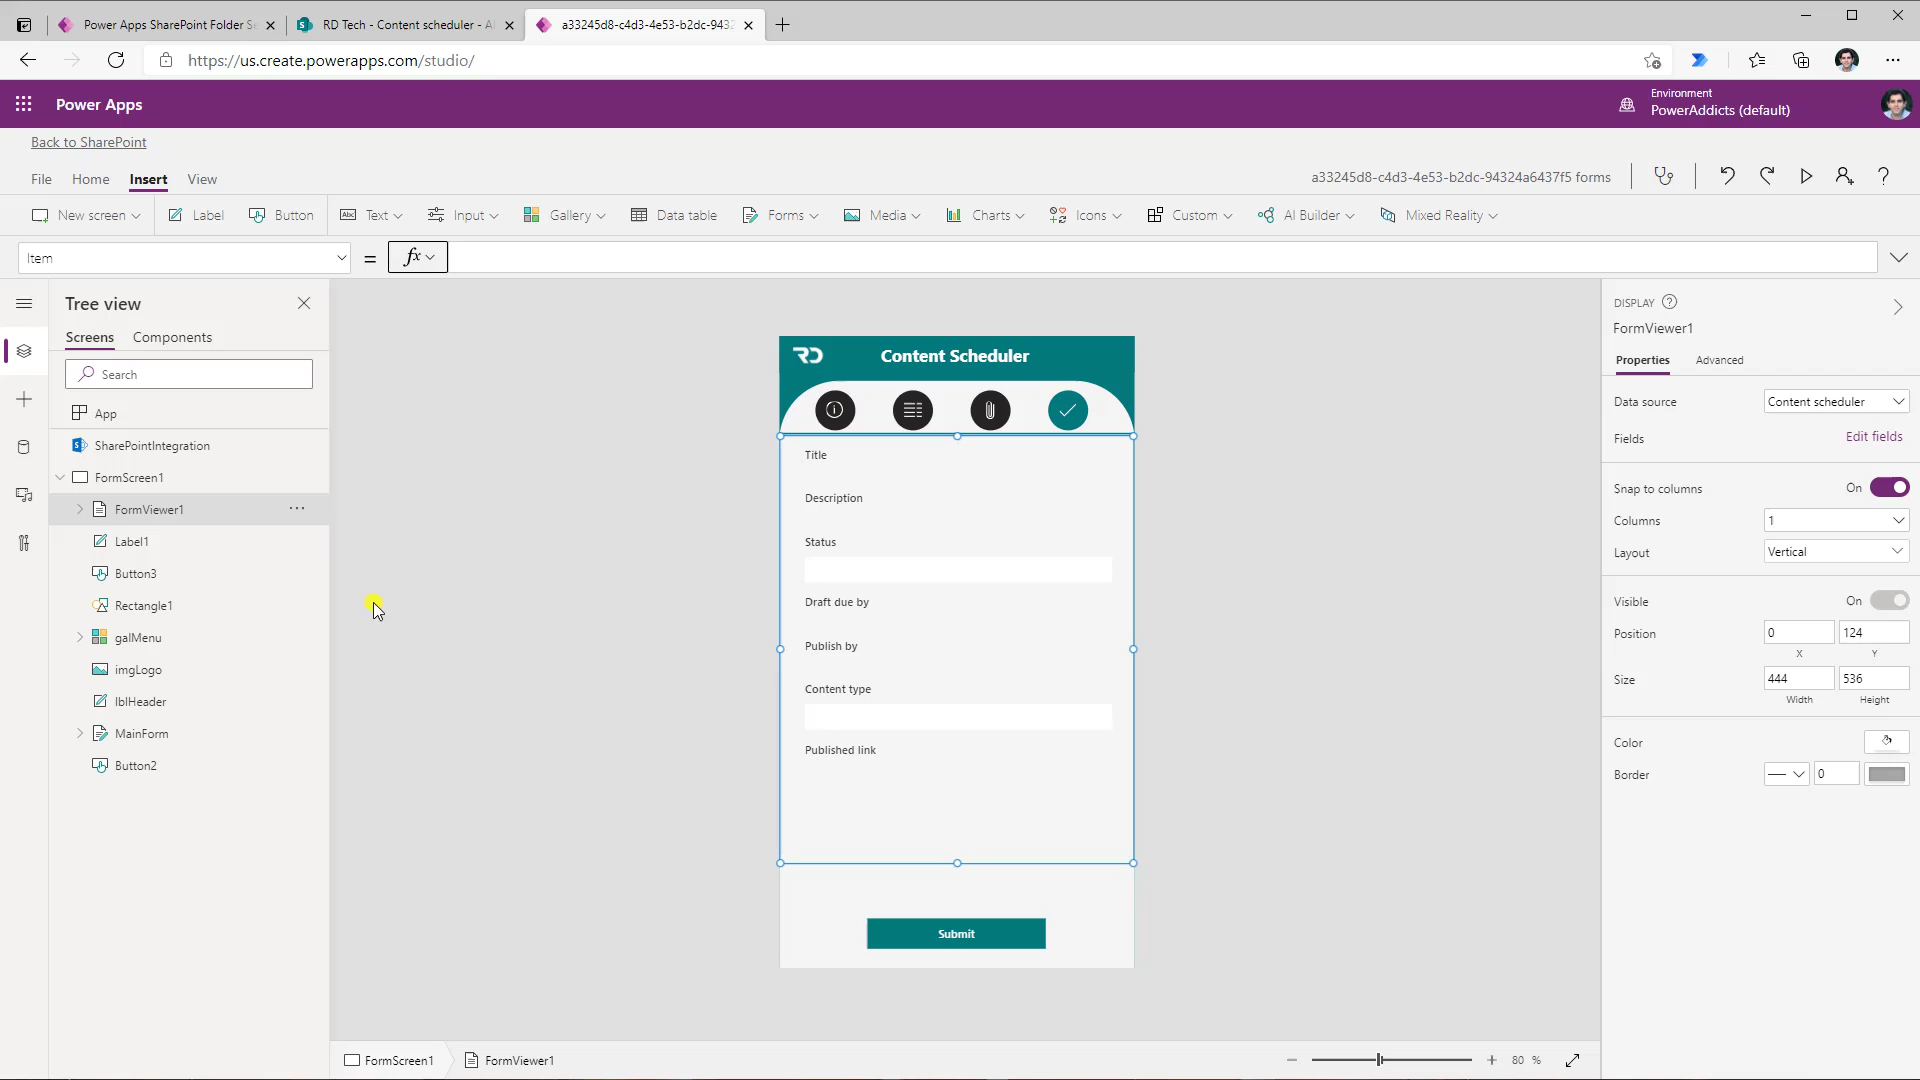 Power Apps SharePoint Folder Se
RD Tech - Content scheduler - Al
a33245d8-c4d3-4e53-b2dc-9432
https://us.create.powerapps.com/studio/
Power Apps
Environment
PowerAddicts (default)
Back to SharePoint
File Home Insert View
a33245d8-c4d3-4e53-b2dc-94324a6437f5 forms
New screen Label Button Text Input Gallery Data table Forms Media Charts Icons Custom AI Builder Mixed Reality
Item = fx
Tree view
Screens Components
Search
App
SharePointIntegration
FormScreen1
FormViewer1
Label1
Button3
Rectangle1
galMenu
imgLogo
lblHeader
MainForm
Button2
RD Content Scheduler
Title
Description
Status
Draft due by
Publish by
Content type
Published link
Submit
DISPLAY
FormViewer1
Properties Advanced
Data source Content scheduler
Fields Edit fields
Snap to columns On
Columns 1
Layout Vertical
Visible On
Position 0 124
X Y
Size 444 536
Width Height
Color
Border 0
FormScreen1 FormViewer1
80 %